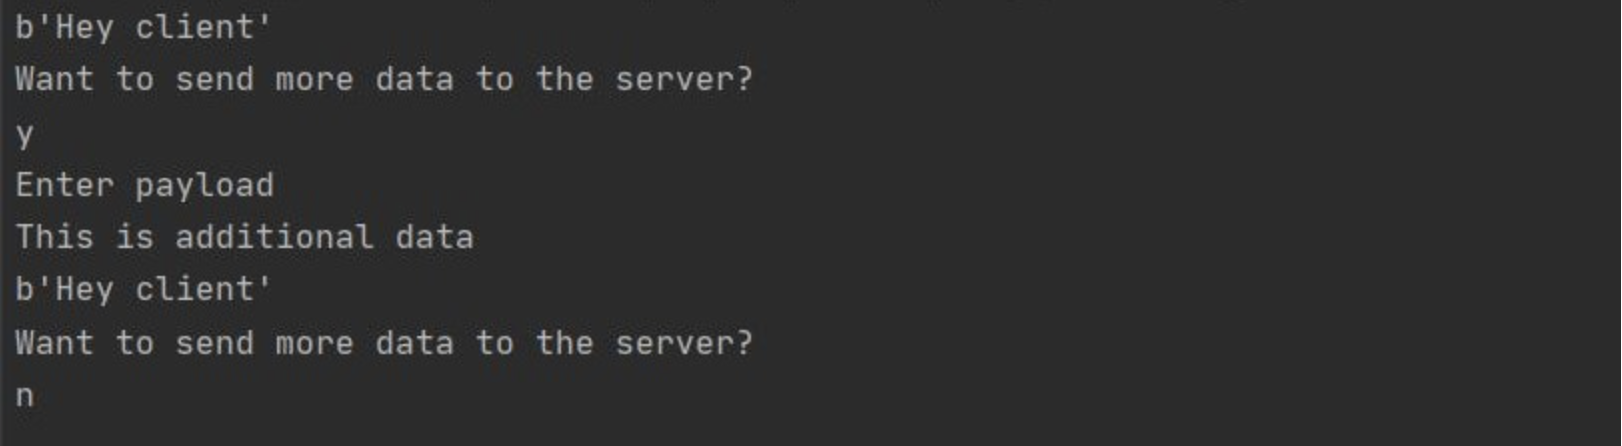 b'Hey client'
Want to send more data to the server?
y
Enter payload
This is additional data
b'Hey client'
Want to send more data to the server?
n